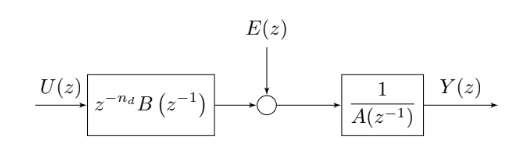 E(z)
U(z)
z^{-n_d} B (z^{-1})
1
A(z^{-1})
Y(z)